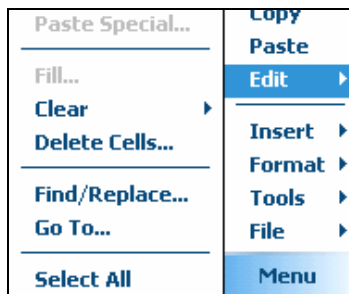 Paste Special...
Fill...
Clear
Delete Cells...
Find/Replace...
Go To...
Select All
Copy
Paste
Edit
Insert
Format
Tools
File
Menu